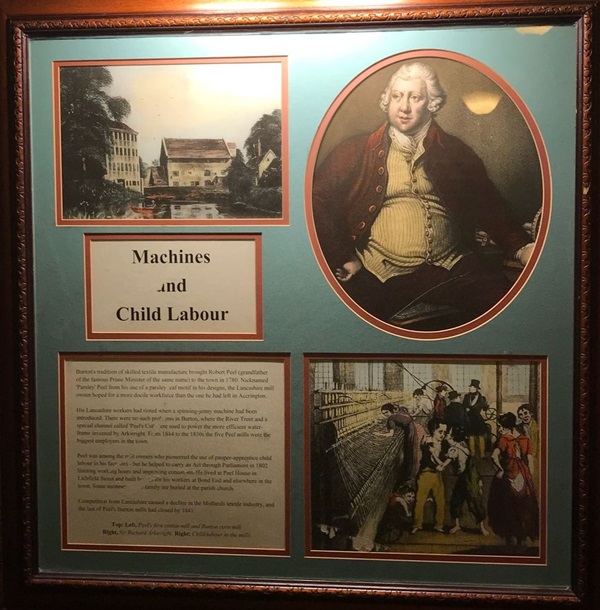 Machines
and
Child Labour
Burton's tradition of skilled textile manufacture brought Robert Peel (grandfather
of the famous Prime Minister of the same name) to the town in 1780. Nicknamed
'Parsley' Peel from his use of a parsley leaf motif in his designs, the Lancashire mill
owner hoped for a more docile workforce than the one he had left in Accrington.
His Lancashire workers had rioted when a spinning-jenny machine had been
introduced. There were no such problems in Burton, where the River Trent and a
special channel called 'Peel's Cut' were used to power the more efficient water-
frame invented by Arkwright. From to the 1830s the five Peel mills were the
biggest employers in the town.
Peel was among the mill owners who pioneered the use of pauper-apprentice child
labour in his factories - but he helped to carry an Act through Parliament in 1802
limiting working hours and improving conditions. He lived at Peel House in
Lichfield Street and built for his workers at Bond End and elsewhere in the
town. Some family are buried at the parish church.
Competition from Lancashire caused a decline in the Midlands textile industry, and
the last of Peel's Burton mills had closed by 1841.
Top: Left, Peel's first cotton mill and Burton corn mill
Right, Sir Richard Arkwright. Right: Child labour in the mills